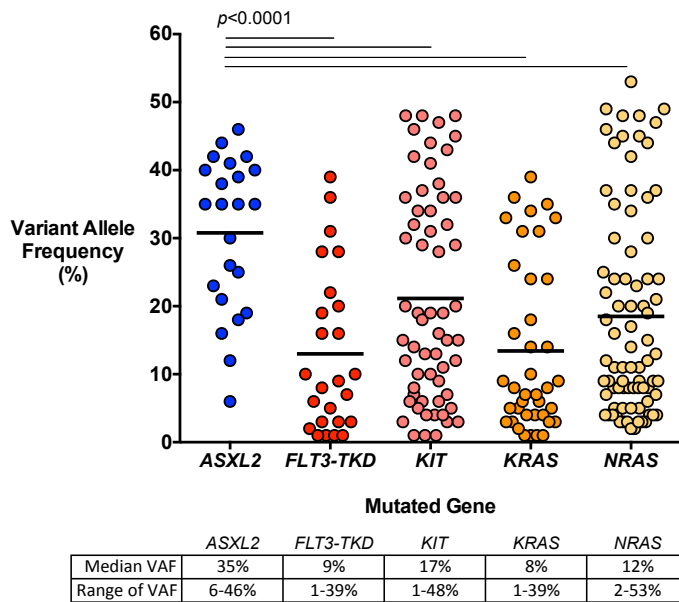 p<0.0001
60
50
40
30
20
10
0
Variant Allele
Frequency
(%)
ASXL2 FLT3-TKD KIT KRAS NRAS
Mutated Gene
ASXL2 FLT3-TKD KIT KRAS NRAS
Median VAF 35% 9% 17% 8% 12%
Range of VAF 6-46% 1-39% 1-48% 1-39% 2-53%